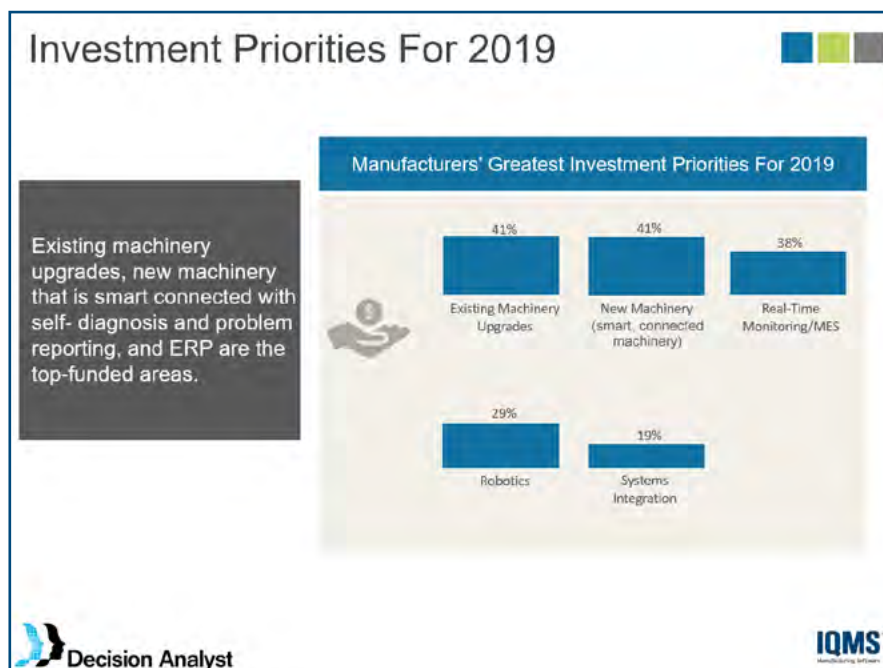 Investment Priorities For 2019
Manufacturers' Greatest Investment Priorities For 2019
Existing machinery
upgrades, new machinery
that is smart connected with
self- diagnosis and problem
reporting, and ERP are the
top-funded areas.
$
41%
41%
38%
Existing Machinery
Upgrades
New Machinery
(smart, connected
machinery)
Real-Time
Monitoring/MES
29%
19%
Robotics
Systems
Integration
Decision Analyst
IQMS
Manufacturing Software